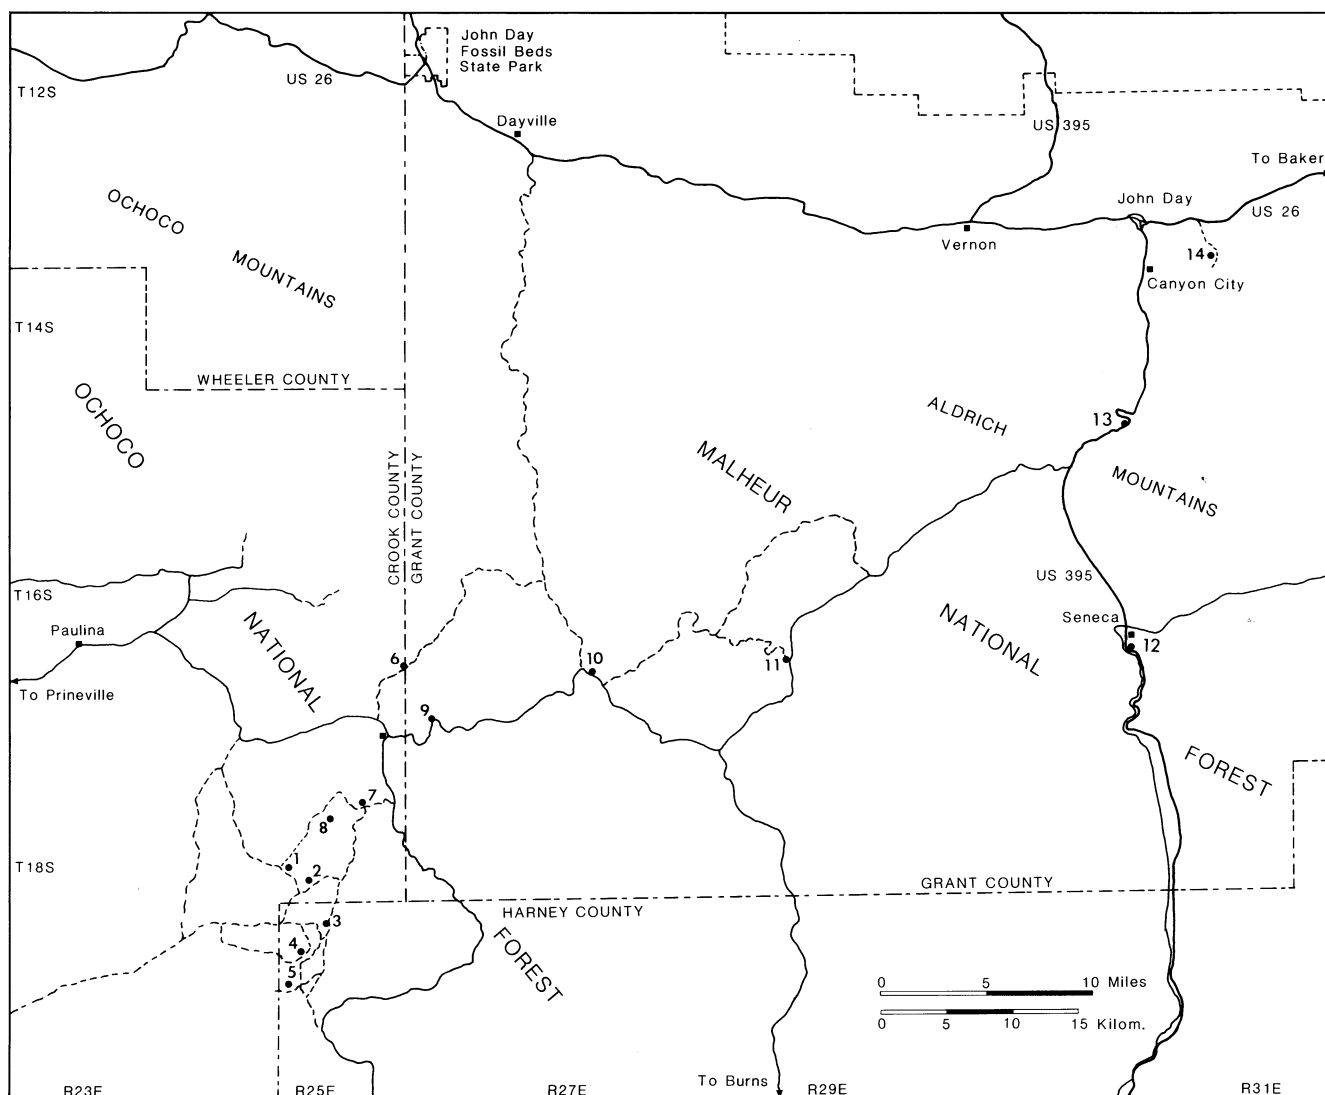 John Day
Fossil Beds
State Park
US 26
T12S
Dayville
US 395
To Baker
John Day
US 26
OCHOCO
MOUNTAINS
Vernon
14
Canyon City
T14S
WHEELER COUNTY
OCHOCO
ALDRICH
13
MALHEUR
MOUNTAINS
CROOK COUNTY
GRANT COUNTY
US 395
T16S
Paulina
NATIONAL
NATIONAL
Seneca
12
6
10
11
To Prineville
9
FOREST
7
8
1
2
T18S
GRANT COUNTY
HARNEY COUNTY
3
4
5
FOREST
0 5 10 Miles
0 5 10 15 Kilom.
To Burns
R23E R25E R27E R29E R31E